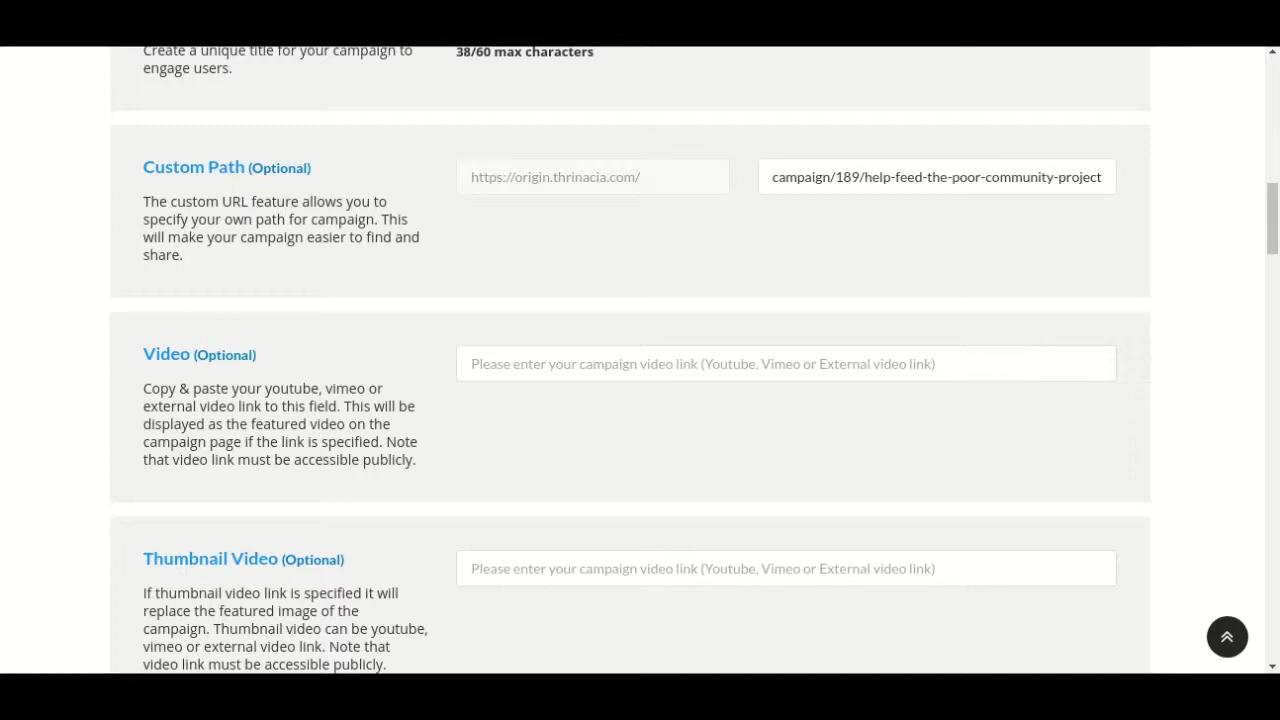 Create a unique title for your campaign to
engage users.
38/60 max characters
Custom Path (Optional)
The custom URL feature allows you to
specify your own path for campaign. This
will make your campaign easier to find and
share.
https://origin.thrinacia.com/
campaign/189/help-feed-the-poor-community-project
Video (Optional)
Copy & paste your youtube, vimeo or
external video link to this field. This will be
displayed as the featured video on the
campaign page if the link is specified. Note
that video link must be accessible publicly.
Please enter your campaign video link (Youtube, Vimeo or External video link)
Thumbnail Video (Optional)
If thumbnail video link is specified it will
replace the featured image of the
campaign. Thumbnail video can be youtube,
vimeo or external video link. Note that
video link must be accessible publicly.
Please enter your campaign video link (Youtube, Vimeo or External video link)